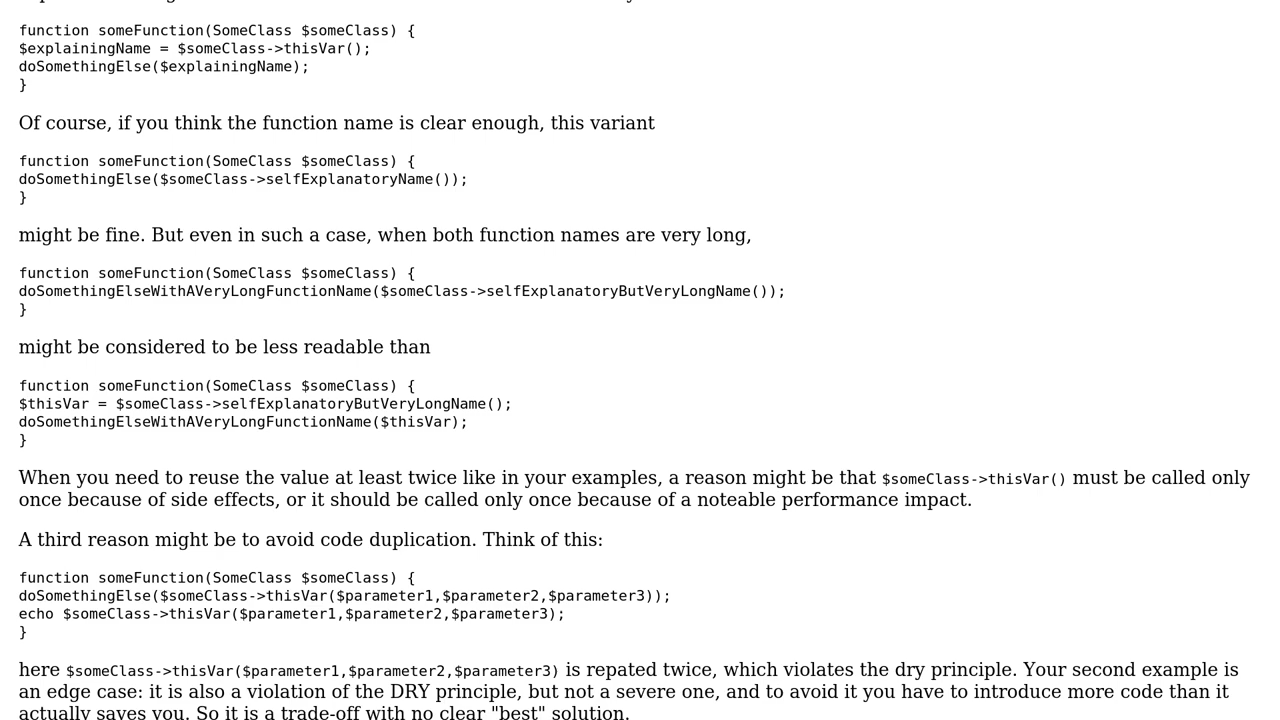 function someFunction(SomeClass $someClass) {
$explainingName = $someClass->thisVar();
doSomethingElse($explainingName);
}
Of course, if you think the function name is clear enough, this variant
function someFunction(SomeClass $someClass) {
doSomethingElse($someClass->selfExplanatoryName());
}
might be fine. But even in such a case, when both function names are very long,
function someFunction(SomeClass $someClass) {
doSomethingElseWithAVeryLongFunctionName($someClass->selfExplanatoryButVeryLongName());
}
might be considered to be less readable than
function someFunction(SomeClass $someClass) {
$thisVar = $someClass->selfExplanatoryButVeryLongName();
doSomethingElseWithAVeryLongFunctionName($thisVar);
}
When you need to reuse the value at least twice like in your examples, a reason might be that $someClass->thisVar() must be called only
once because of side effects, or it should be called only once because of a noteable performance impact.
A third reason might be to avoid code duplication. Think of this:
function someFunction(SomeClass $someClass) {
doSomethingElse($someClass->thisVar($parameter1,$parameter2,$parameter3));
echo $someClass->thisVar($parameter1,$parameter2,$parameter3);
}
here $someClass->thisVar($parameter1,$parameter2,$parameter3) is repated twice, which violates the dry principle. Your second example is
an edge case: it is also a violation of the DRY principle, but not a severe one, and to avoid it you have to introduce more code than it
actually saves you. So it is a trade-off with no clear "best" solution.